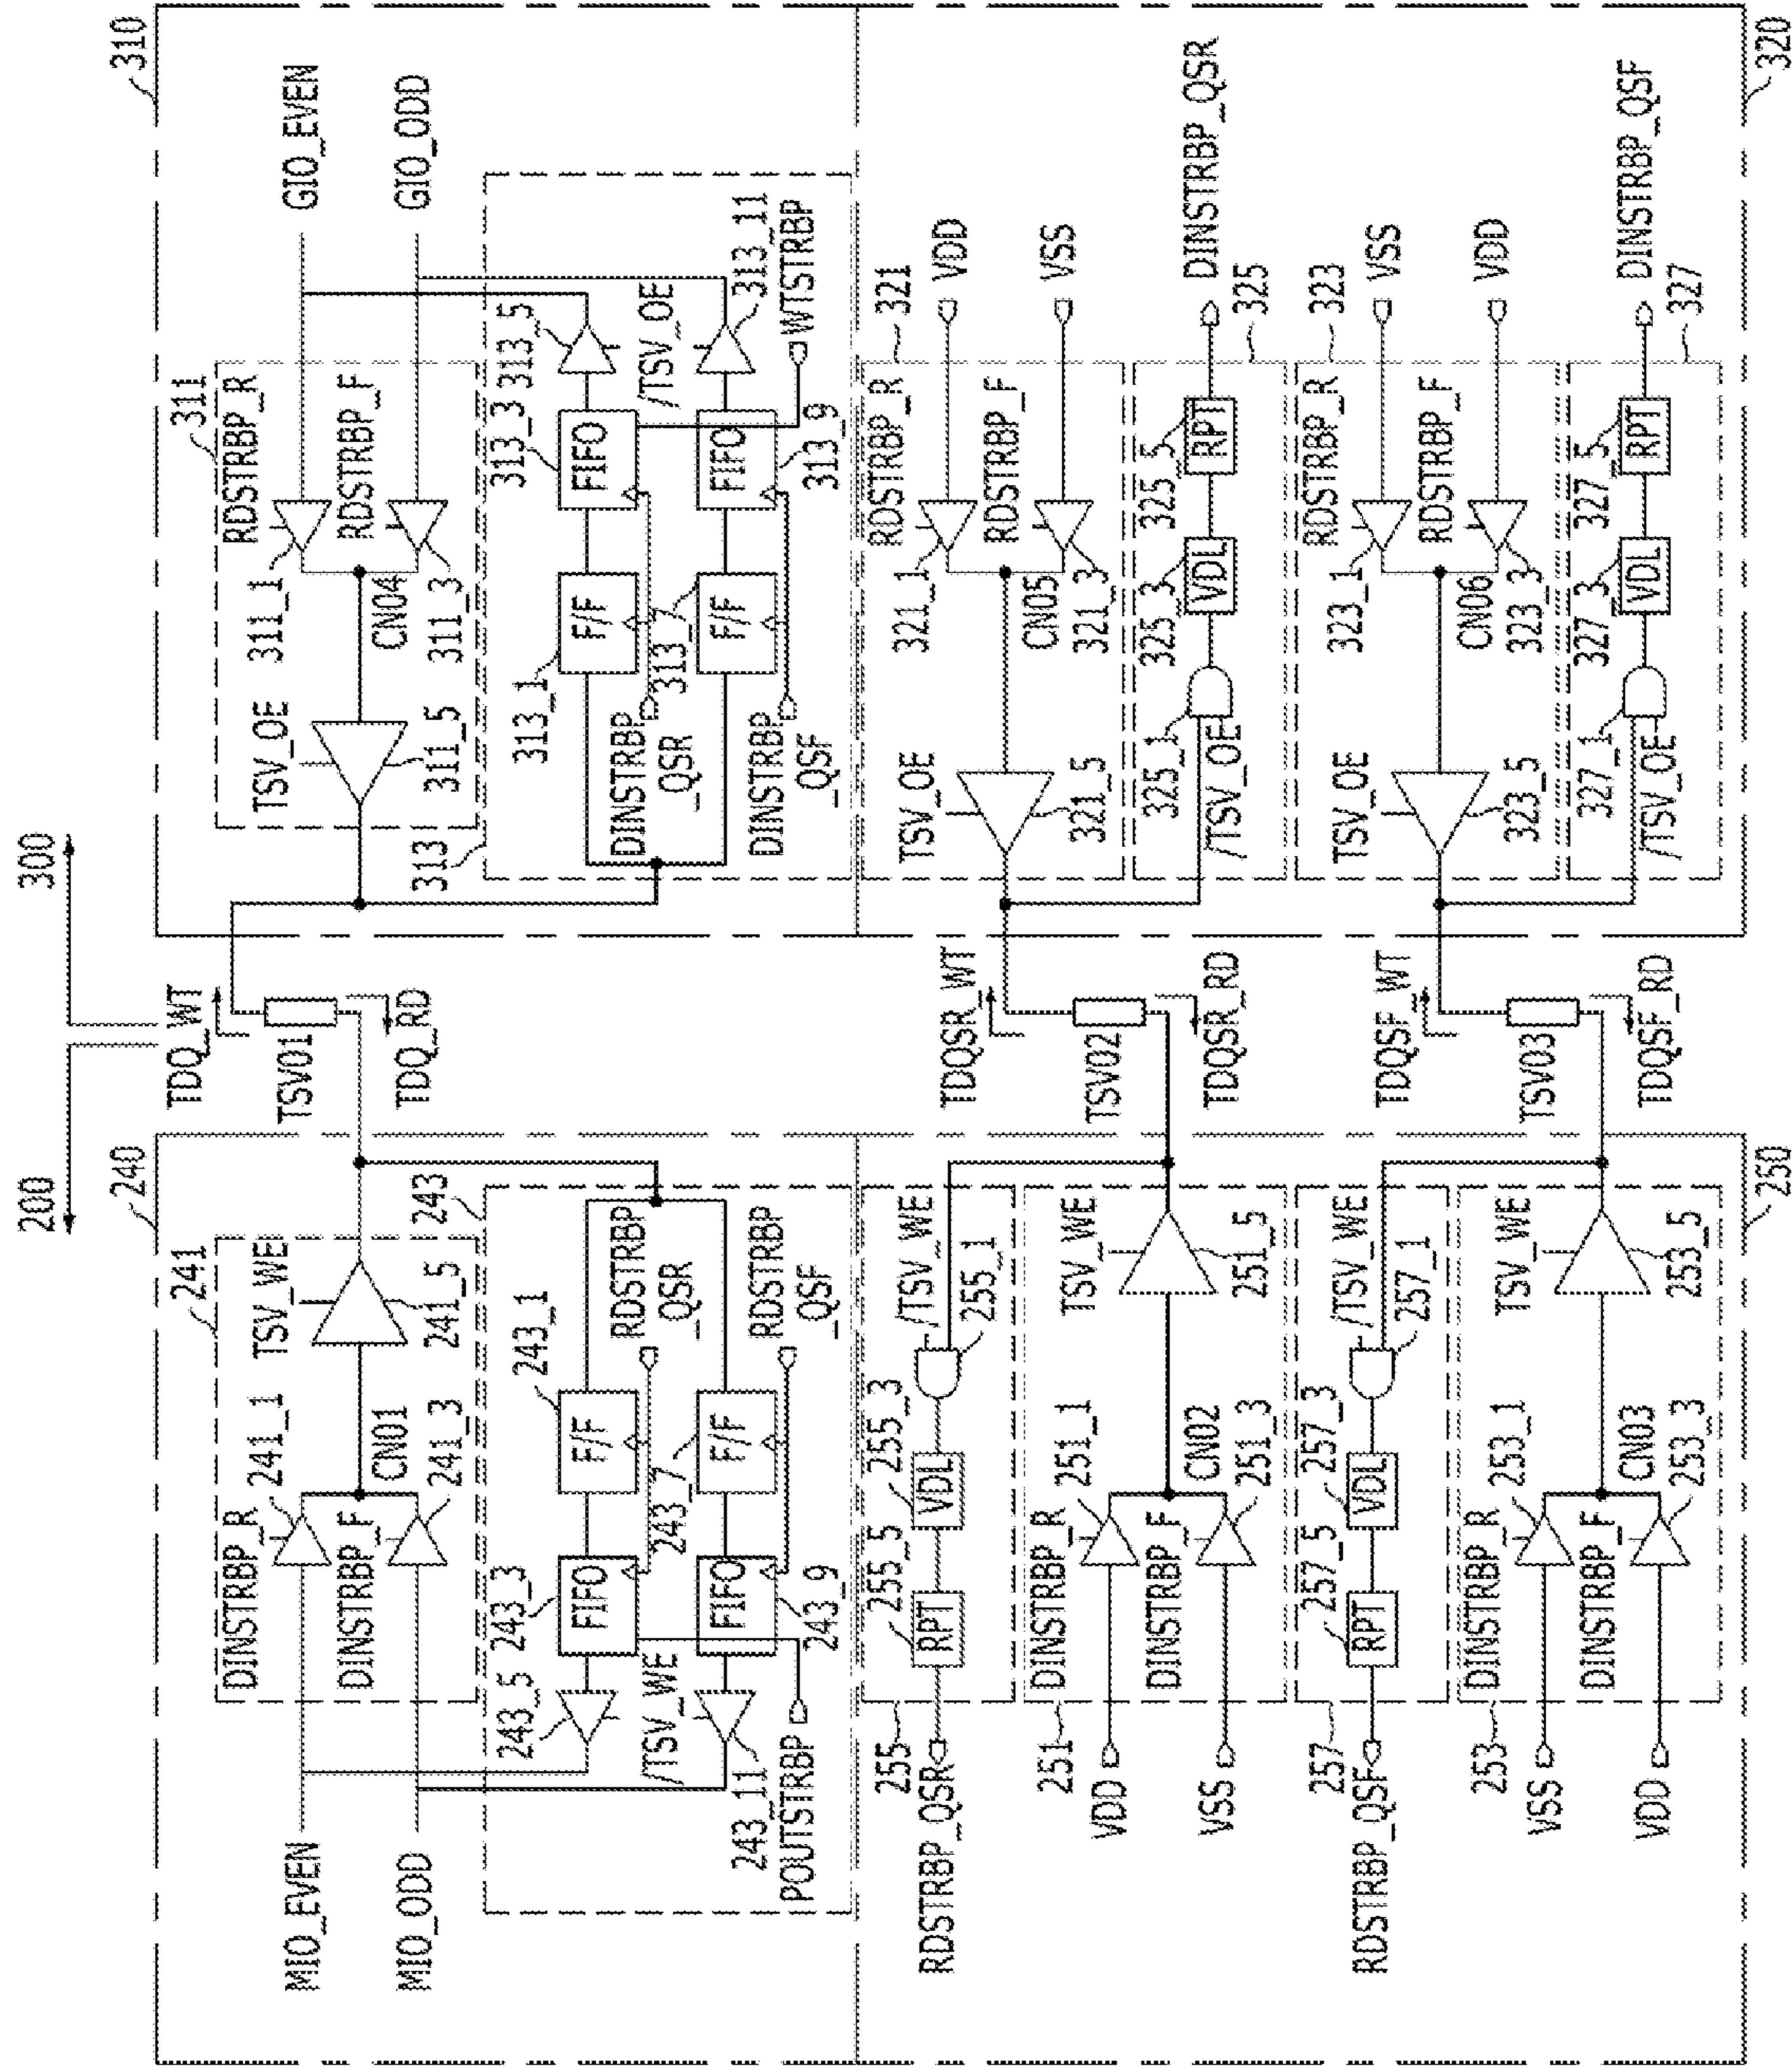 200
300
240
241
MIO_EVEN
MIO_ODD
DINSTRBP_R
241_1
DINSTRBP_F
CN01
241_3
TSV_WE
241_5
243
243_1
243_3
243_5
F/F
FIFO
/TSV_WE
243_7
F/F
FIFO
243_9
243_11
POUTSTRBP
RDSTRBP
_QSR
RDSTRBP
_QSF
TDQ_WT
TSV01
TDQ_RD
310
311
GIO_EVEN
GIO_ODD
RDSTRBP_R
311_1
RDSTRBP_F
CN04
311_3
TSV_OE
311_5
313
313_1
313_3
313_5
F/F
FIFO
/TSV_OE
313_7
F/F
FIFO
313_9
313_11
WTSTRBP
DINSTRBP
_QSR
DINSTRBP
_QSF
250
255
RDSTRBP_QSR
255_5
RPT
255_3
VDL
/TSV_WE
255_1
251
VDD
VSS
DINSTRBP_R
251_1
DINSTRBP_F
CN02
251_3
TSV_WE
251_5
257
RDSTRBP_QSF
257_5
RPT
257_3
VDL
/TSV_WE
257_1
253
VSS
VDD
DINSTRBP_R
253_1
DINSTRBP_F
CN03
253_3
TSV_WE
253_5
TDQSR_WT
TSV02
TDQSR_RD
TDQSF_WT
TSV03
TDQSF_RD
320
321
TSV_OE
321_5
RDSTRBP_R
321_1
RDSTRBP_F
CN05
321_3
VDD
VSS
325
325_1
/TSV_OE
325_3
VDL
325_5
RPT
DINSTRBP_QSR
323
TSV_OE
323_5
RDSTRBP_R
323_1
RDSTRBP_F
CN06
323_3
VSS
VDD
327
327_1
/TSV_OE
327_3
VDL
327_5
RPT
DINSTRBP_QSF